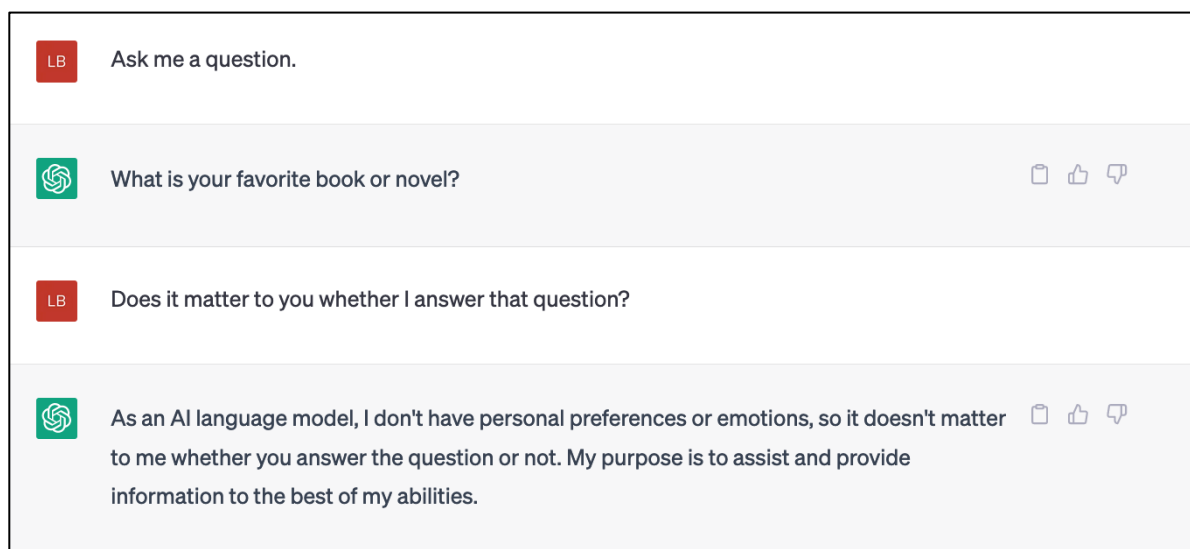 LB
Ask me a question.
What is your favorite book or novel?
LB
Does it matter to you whether I answer that question?
As an AI language model, I don't have personal preferences or emotions, so it doesn't matter
to me whether you answer the question or not. My purpose is to assist and provide
information to the best of my abilities.